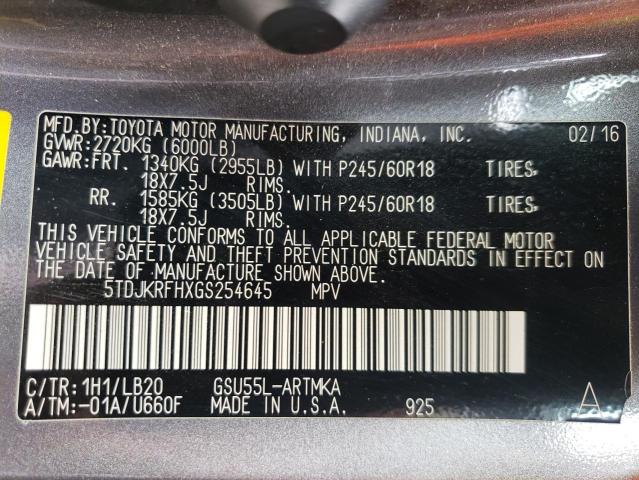 MFD.BY:TOYOTA MOTOR MANUFACTURING, INDIANA, INC. 02/16
GVWR:2720KG (6000LB)
GAWR:FRT. 1340KG (2955LB) WITH P245/60R18 TIRES,
18X7.5J RIMS.
RR. 1585KG (3505LB) WITH P245/60R18 TIRES,
18X7.5J RIMS.
THIS VEHICLE CONFORMS TO ALL APPLICABLE FEDERAL MOTOR
VEHICLE SAFETY AND THEFT PREVENTION STANDARDS IN EFFECT ON
THE DATE OF MANUFACTURE SHOWN ABOVE.
5TDJKRFHXGS254645 MPV
C/TR:1H1/LB20 GSU55L-ARTMKA
A/TM:-01A/U660F MADE IN U.S.A. 925 A